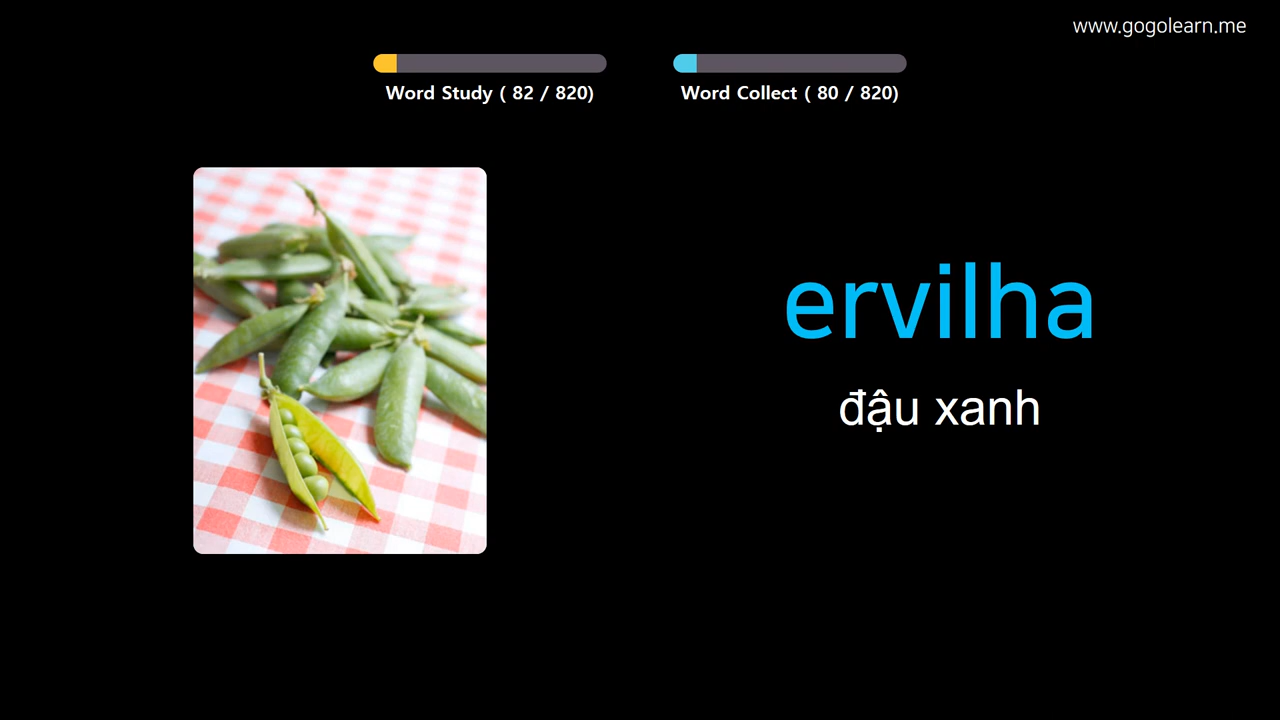 www.gogolearn.me
Word Study ( 82 / 820)
Word Collect ( 80 / 820)
ervilha
đậu xanh